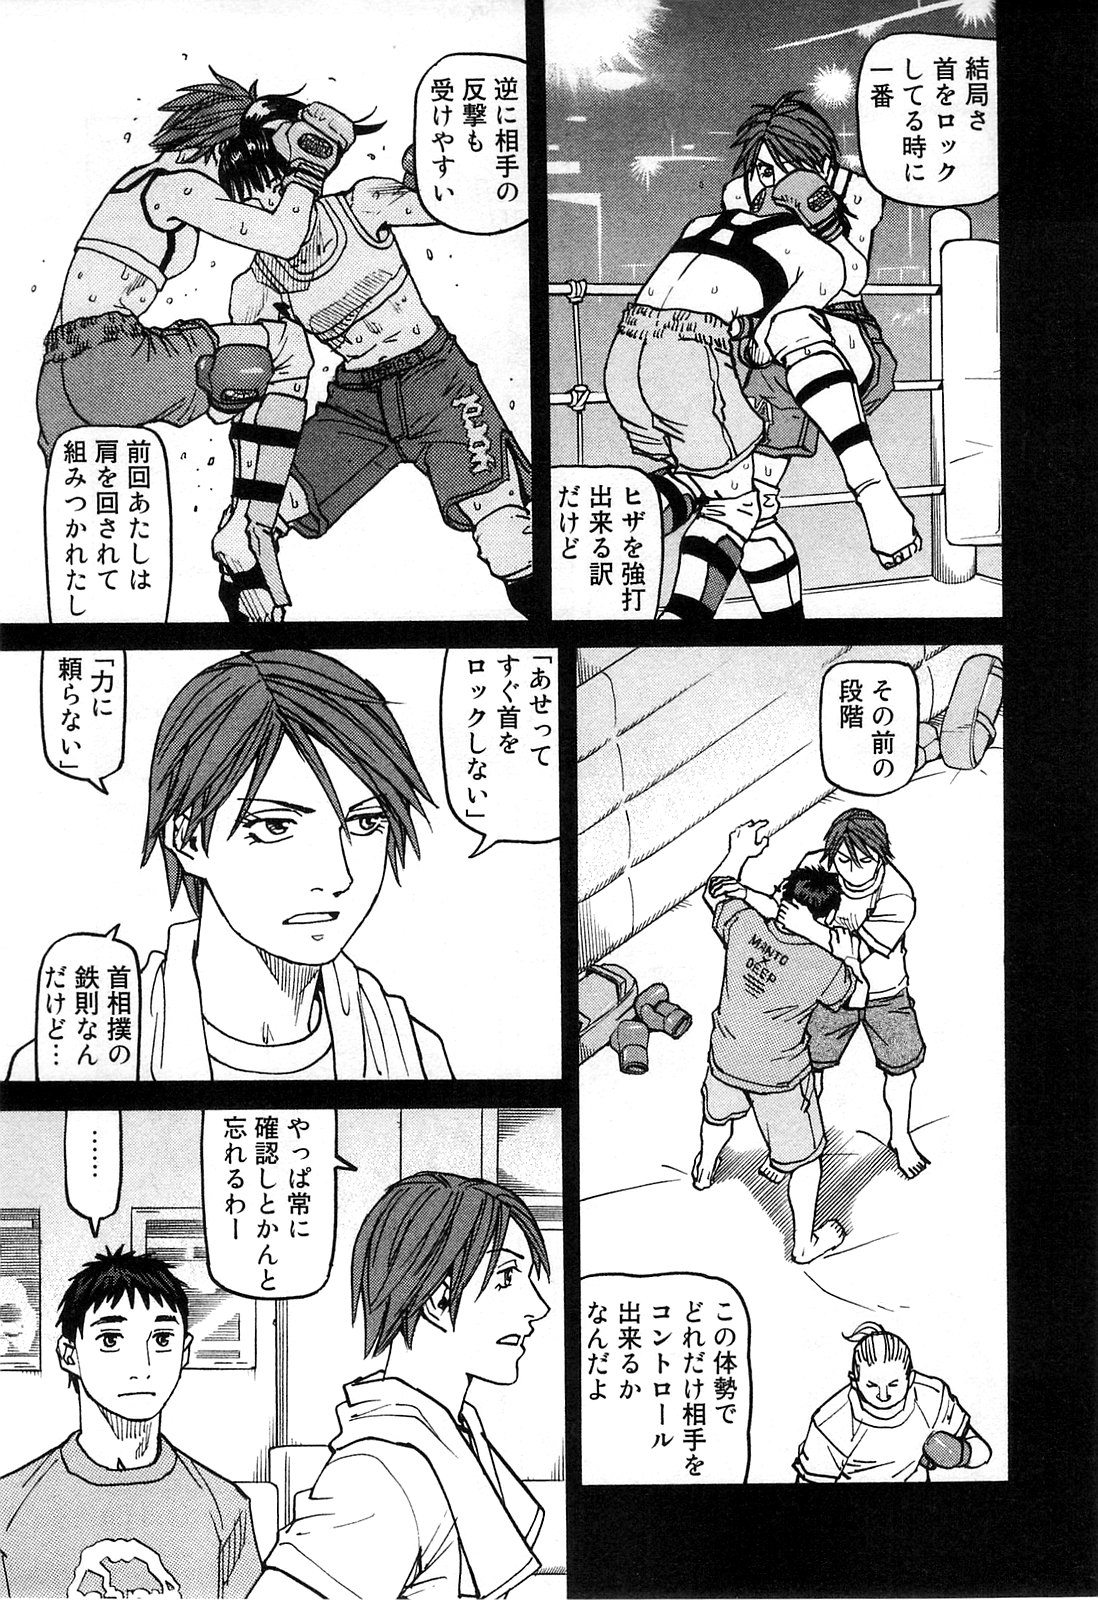 結局さ
首をロック
してる時に
一番
ヒザを強打
出来る訳
だけど
逆に相手の
反撃も
受けやすい
前回あたしは
肩を回されて
組みつかれたし
その前の
段階
MANTO
×
DEEP
この体勢で
どれだけ相手を
コントロール
出来るか
なんだよ
「あせって
すぐ首を
ロックしない」
「力に
頼らない」
首相撲の
鉄則なんだけど…
やっぱ常に
確認しとかんと
忘れるわー
……